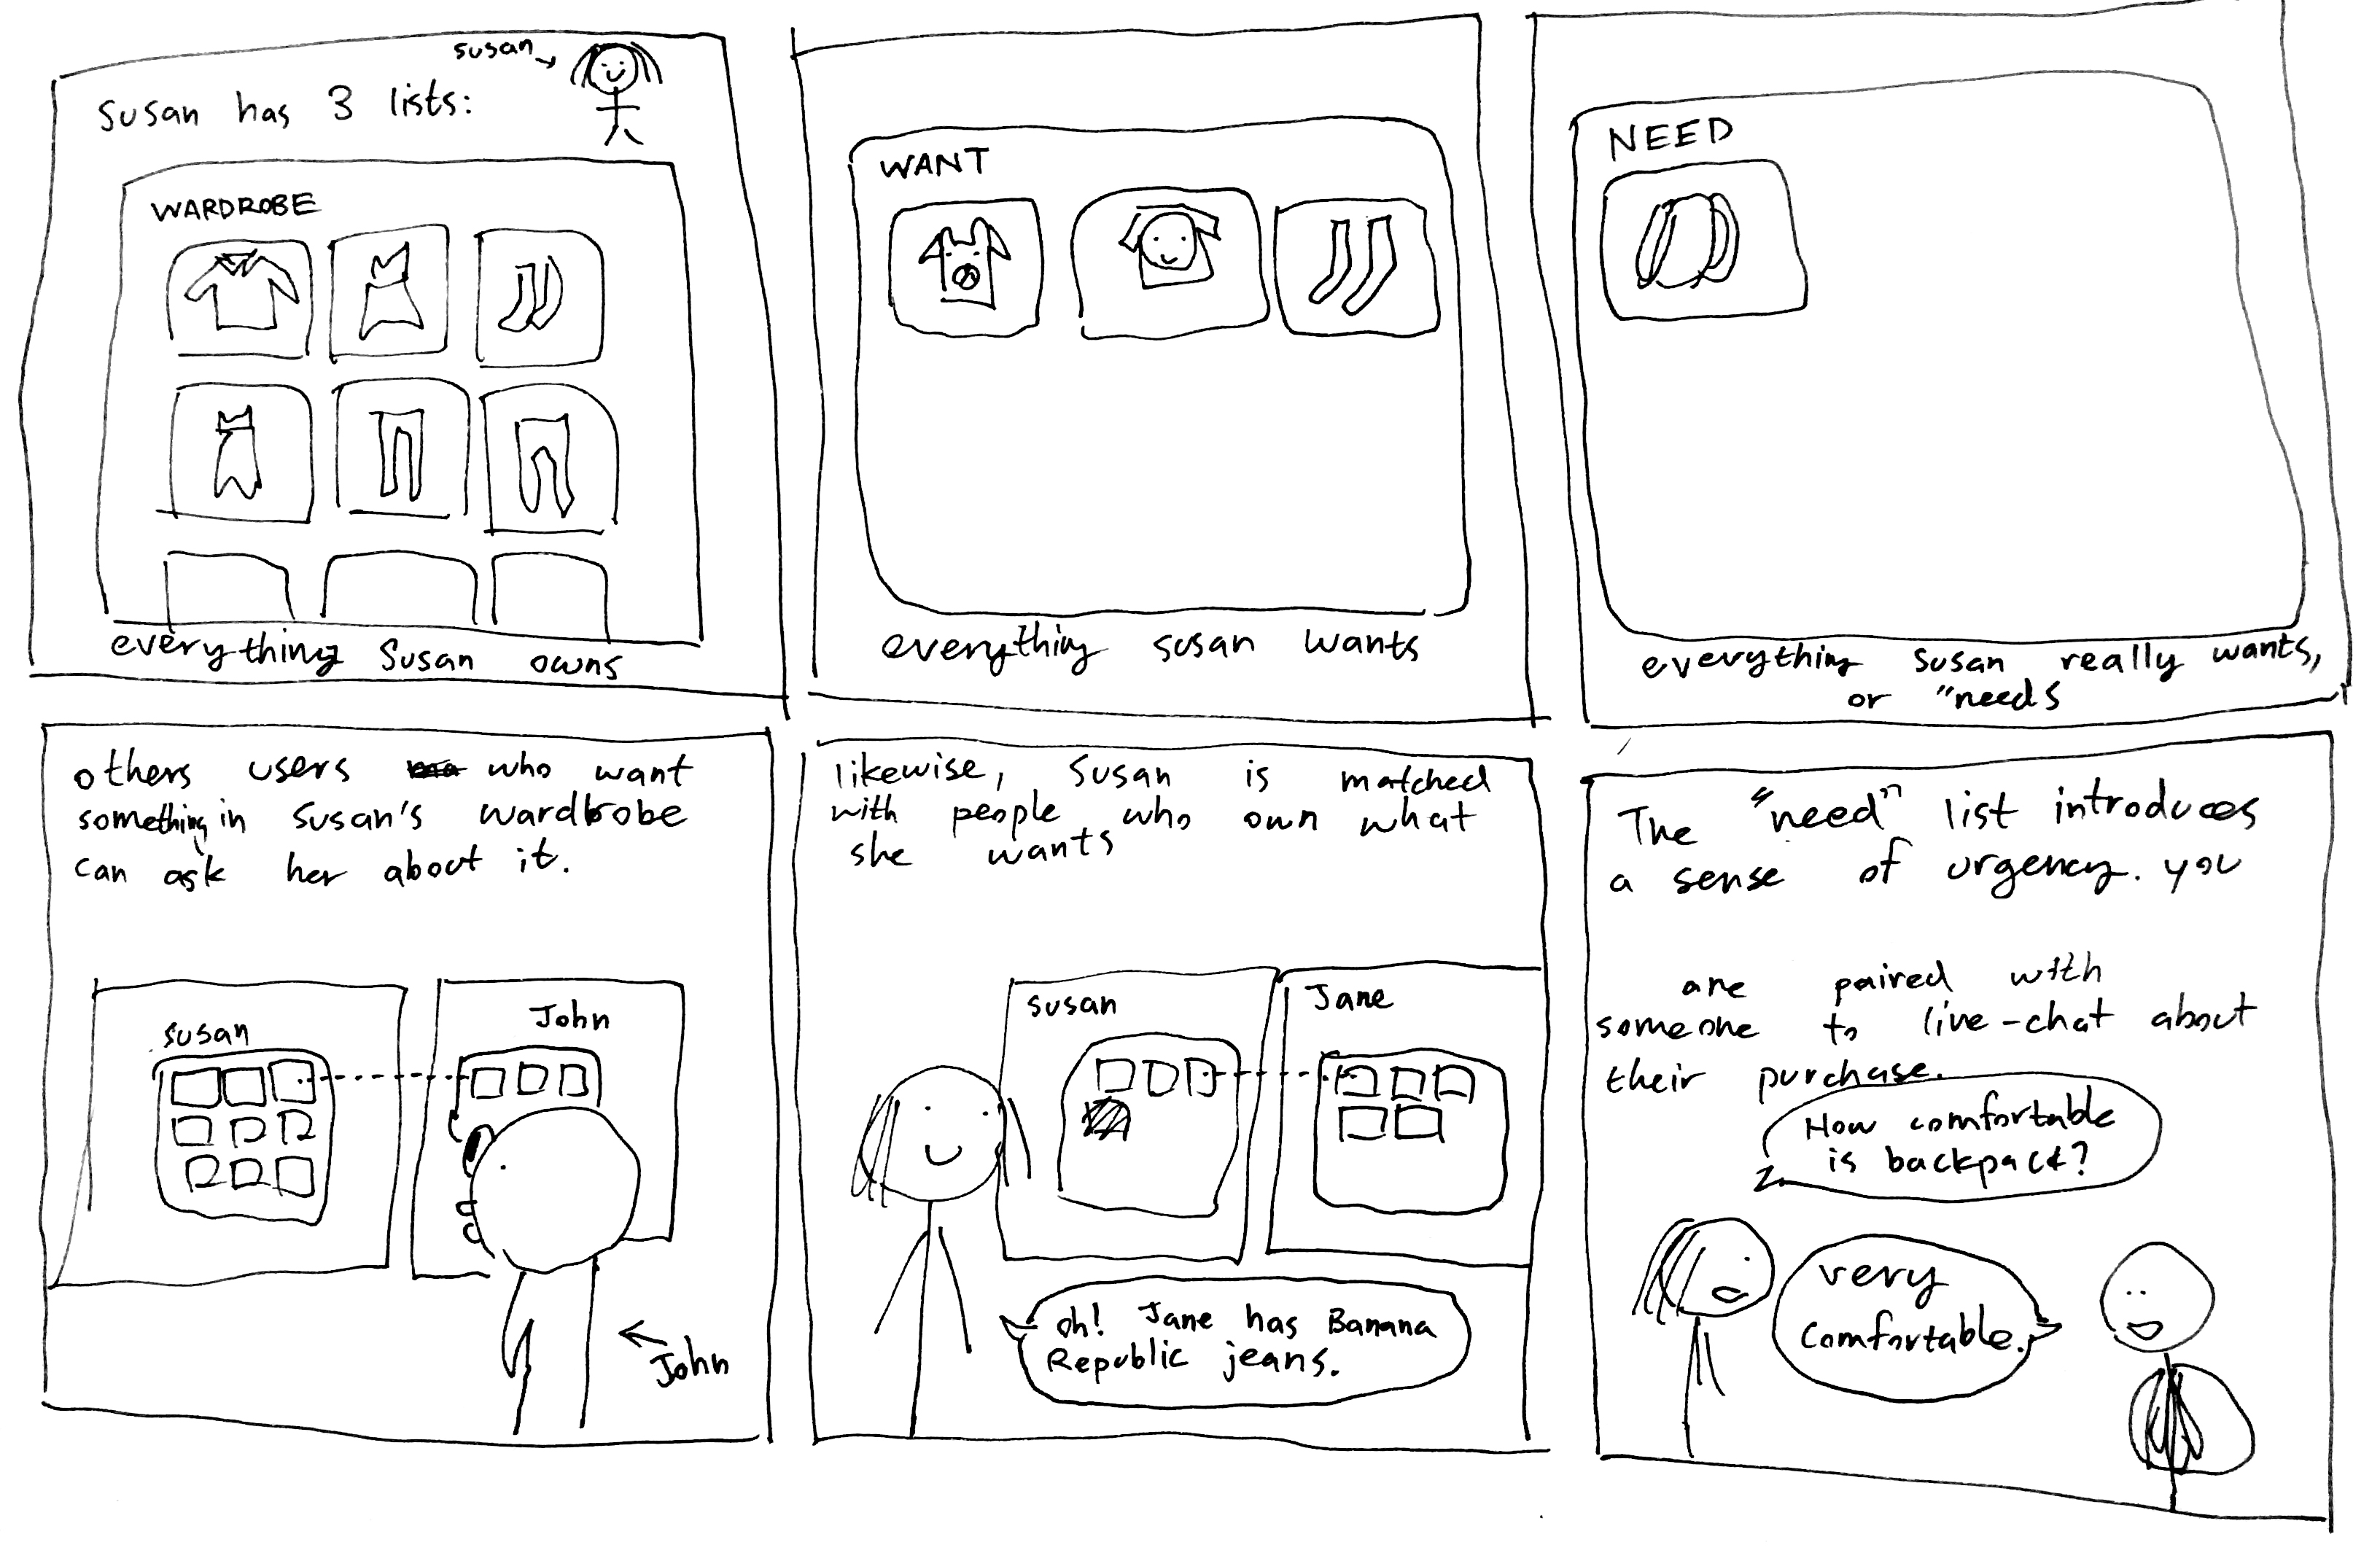 susan
Susan has 3 lists:
WARDROBE
everything Susan owns
WANT
everything susan wants
NEED
everything susan really wants,
or "needs
others users who want
something in Susan's wardbobe
can ask her about it.
susan
John
John
likewise, Susan is matched
with people who own what
she wants
susan
Jane
oh! Jane has Banana
Republic jeans.
The "need" list introduces
a sense of urgency. you
are paired with
someone to live-chat about
their purchase.
How comfortable
is backpack?
very
comfortable.